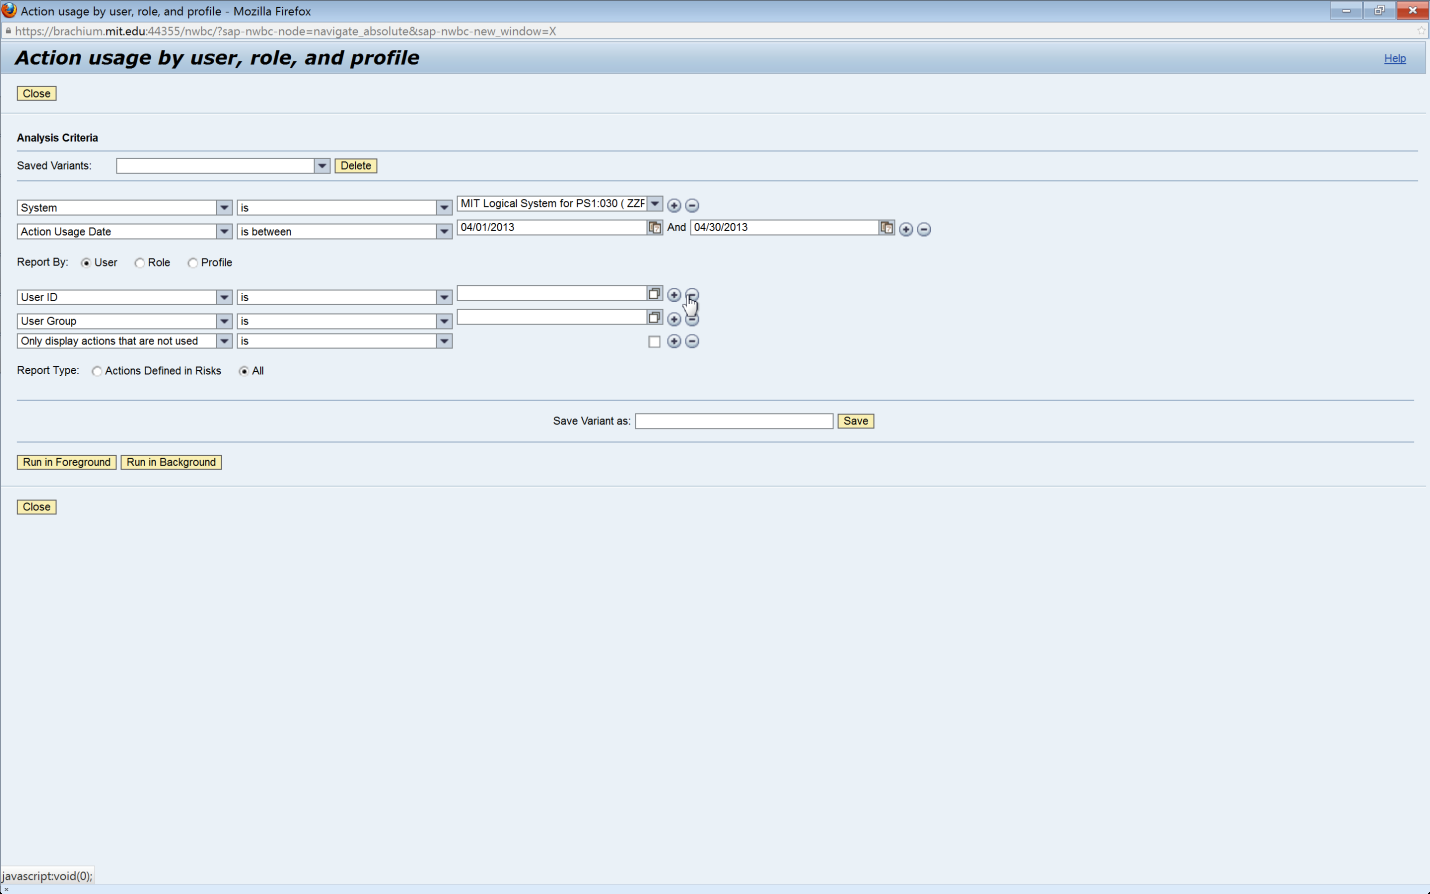 Action usage by user, role, and profile - Mozilla Firefox
https://brachium.mit.edu:44355/nwbc/?sap-nwbc-node=navigate_absolute&sap-nwbc-new_window=X
Action usage by user, role, and profile
Help
Close
Analysis Criteria
Saved Variants: Delete
System is MIT Logical System for PS1:030 ( ZZF
Action Usage Date is between 04/01/2013 And 04/30/2013
Report By: User Role Profile
User ID is
User Group is
Only display actions that are not used is
Report Type: Actions Defined in Risks All
Save Variant as: Save
Run in Foreground Run in Background
Close
javascript:void(0);